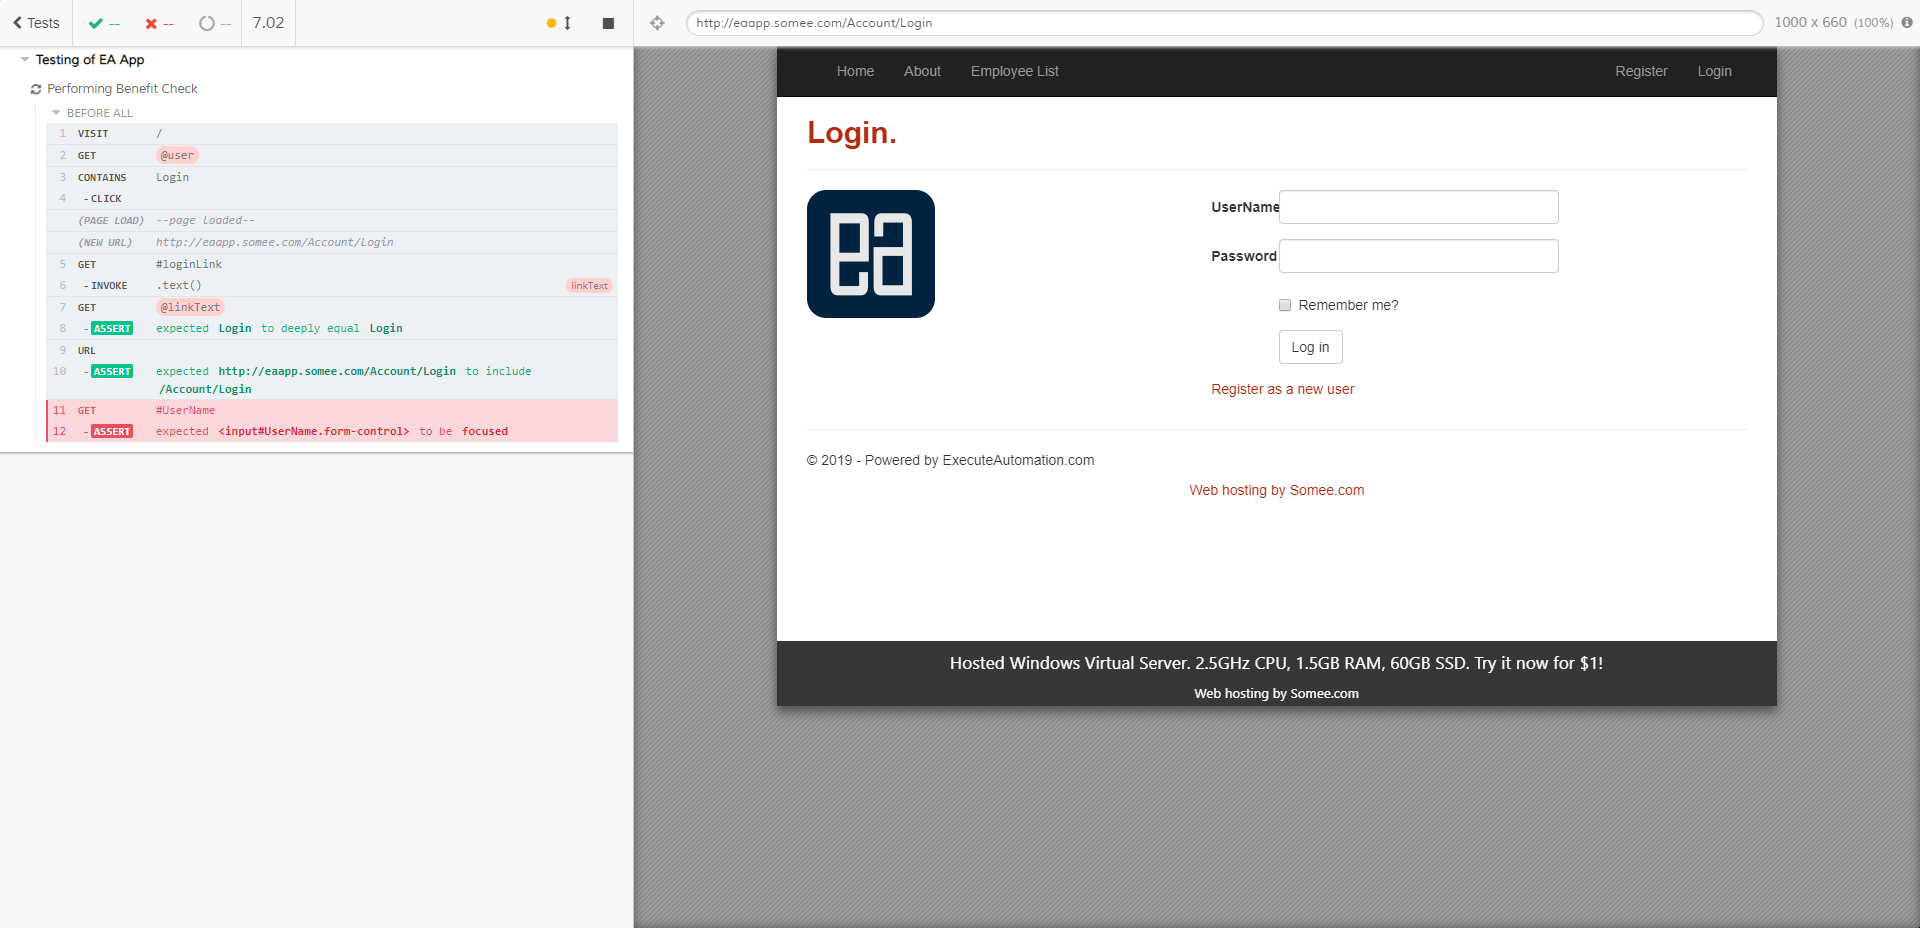 Tests -- -- -- 7.02
http://eaapp.somee.com/Account/Login 1000 x 660 (100%)
Testing of EA App
Performing Benefit Check
BEFORE ALL
1 VISIT /
2 GET @user
3 CONTAINS Login
4 - CLICK
(PAGE LOAD) --page loaded--
(NEW URL) http://eaapp.somee.com/Account/Login
5 GET #loginLink
6 - INVOKE .text() linkText
7 GET @linkText
8 - ASSERT expected Login to deeply equal Login
9 URL
10 - ASSERT expected http://eaapp.somee.com/Account/Login to include
/Account/Login
11 GET #UserName
12 - ASSERT expected <input#UserName.form-control> to be focused
Home About Employee List Register Login
Login.
ea
UserName
Password
Remember me?
Log in
Register as a new user
© 2019 - Powered by ExecuteAutomation.com
Web hosting by Somee.com
Hosted Windows Virtual Server. 2.5GHz CPU, 1.5GB RAM, 60GB SSD. Try it now for $1!
Web hosting by Somee.com